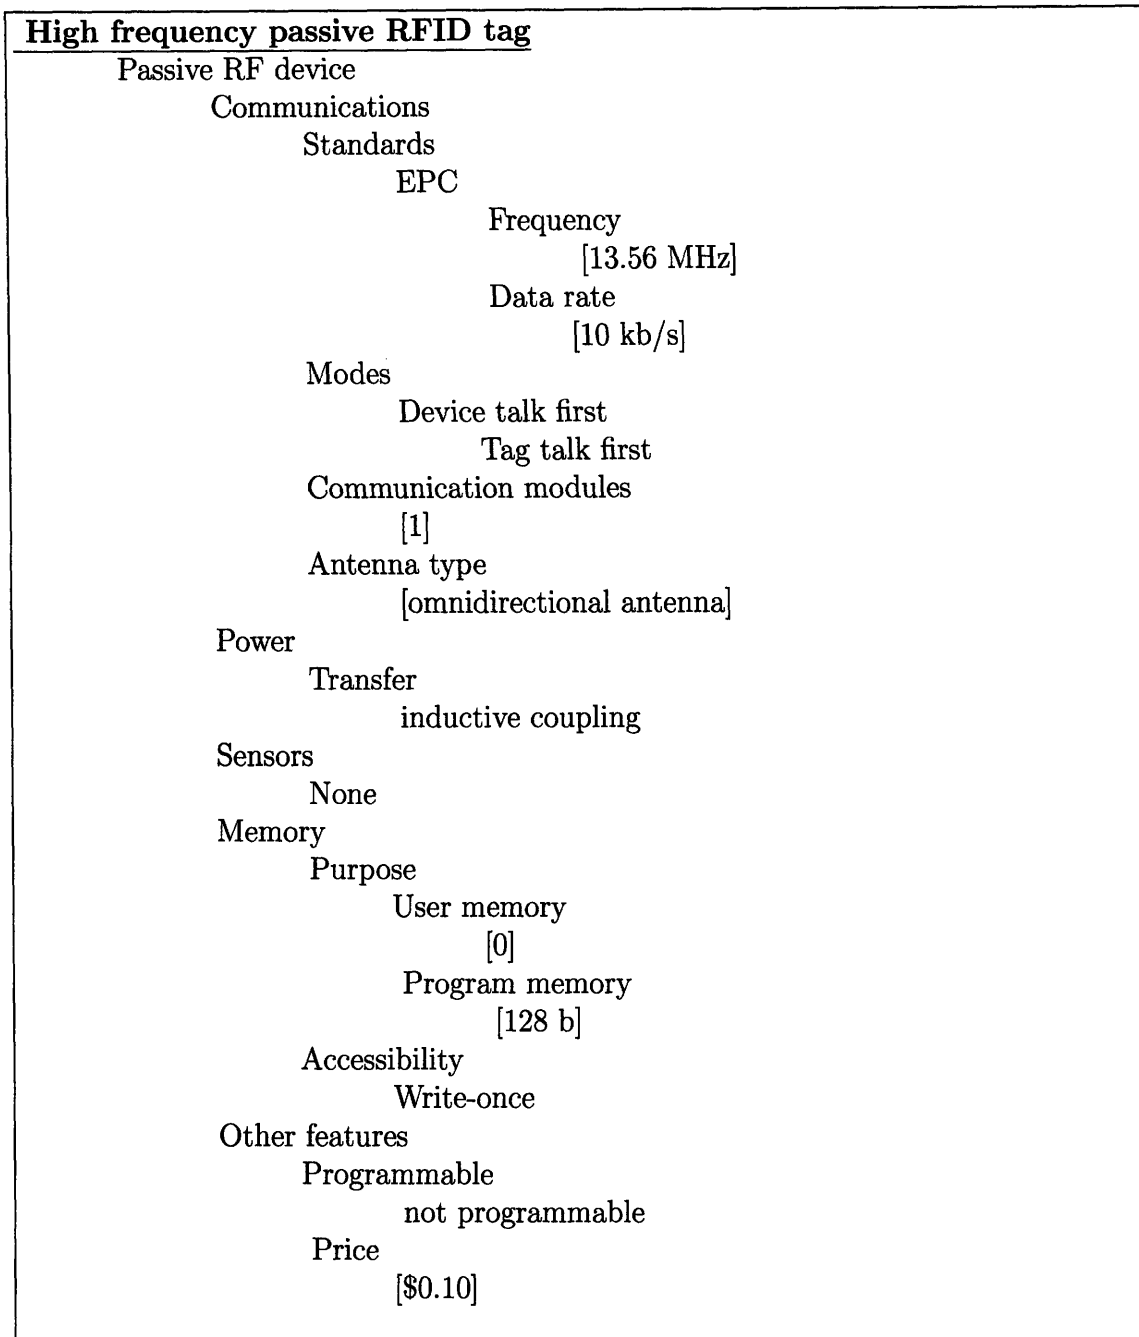 High frequency passive RFID tag
Passive RF device
Communications
Standards
EPC
Frequency
[13.56 MHz]
Data rate
[10 kb/s]
Modes
Device talk first
Tag talk first
Communication modules
[1]
Antenna type
[omnidirectional antenna]
Power
Transfer
inductive coupling
Sensors
None
Memory
Purpose
User memory
[0]
Program memory
[128 b]
Accessibility
Write-once
Other features
Programmable
not programmable
Price
[$0.10]